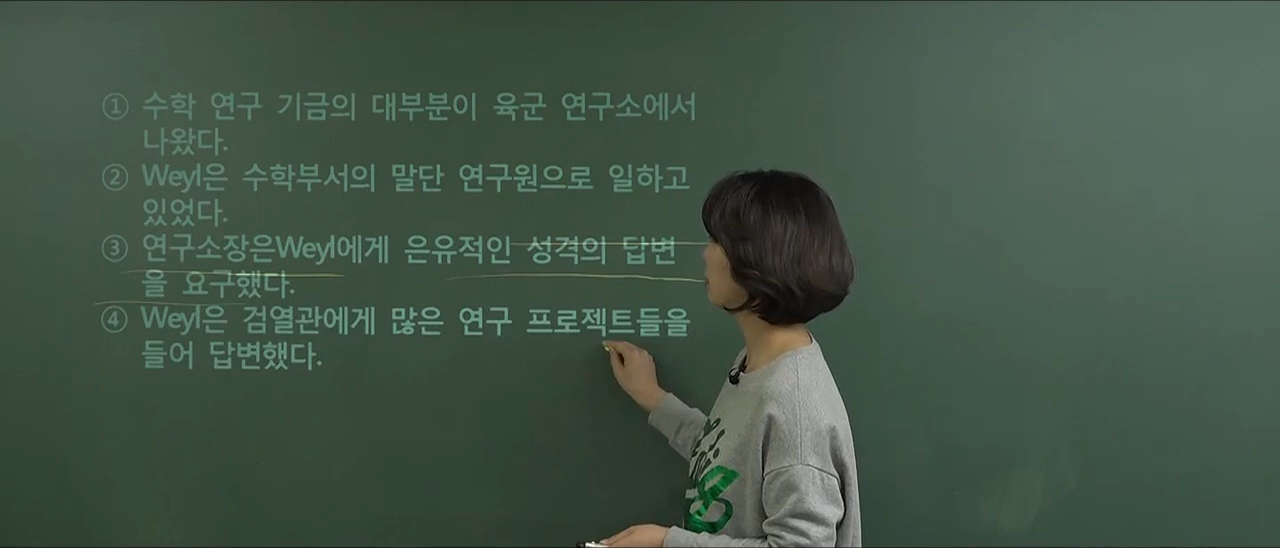 ① 수학 연구 기금의 대부분이 육군 연구소에서
나왔다.
② Weyl은 수학부서의 말단 연구원으로 일하고
있었다.
③ 연구소장은Weyl에게 은유적인 성격의 답변
을 요구했다.
④ Weyl은 검열관에게 많은 연구 프로젝트들을
들어 답변했다.